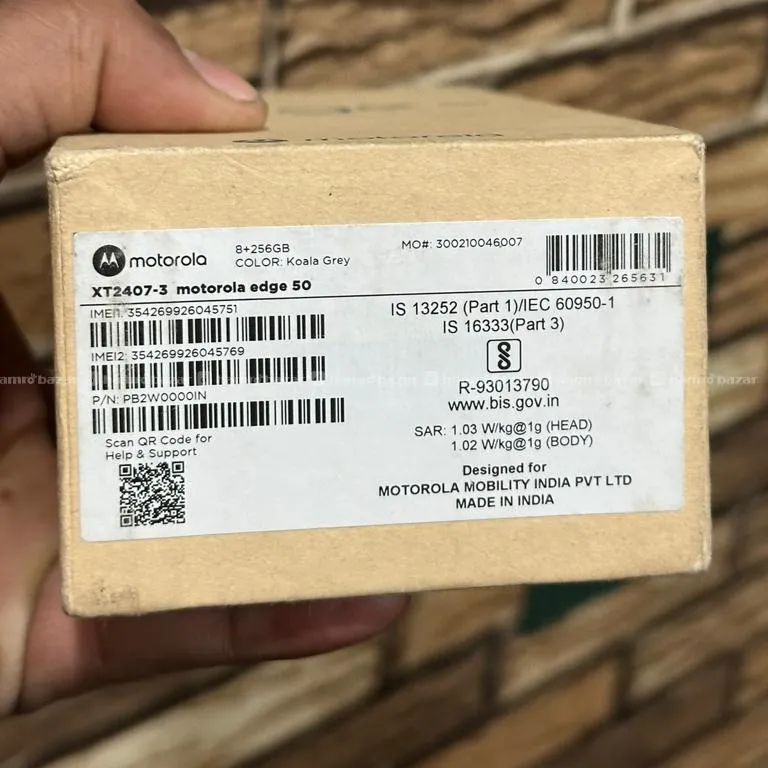 motorola
motorola
8+256GB
COLOR: Koala Grey
MO#: 300210046007
0 840023 265631
XT2407-3 motorola edge 50
IMEI1: 354269926045751
IMEI2: 354269926045769
P/N: PB2W0000IN
Scan QR Code for
Help & Support
IS 13252 (Part 1)/IEC 60950-1
IS 16333(Part 3)
R-93013790
www.bis.gov.in
SAR: 1.03 W/kg@1g (HEAD)
1.02 W/kg@1g (BODY)
Designed for
MOTOROLA MOBILITY INDIA PVT LTD
MADE IN INDIA
hamrobazar